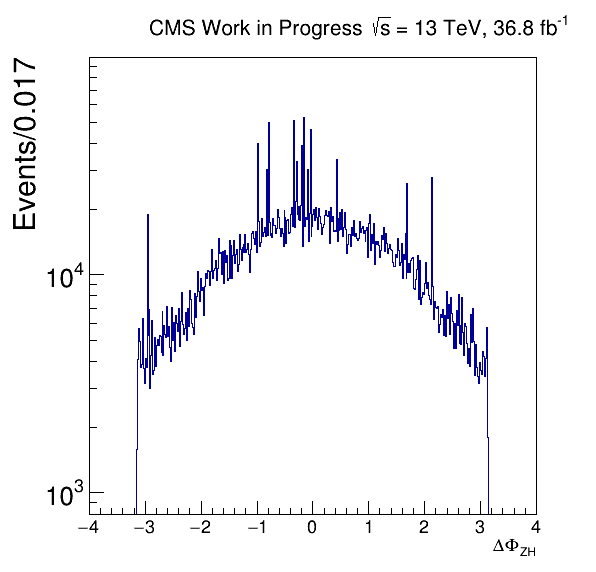 CMS Work in Progress √s = 13 TeV, 36.8 fb⁻¹
Events/0.017
10⁴
10³
−4 −3 −2 −1 0 1 2 3 4
ΔΦ_ZH